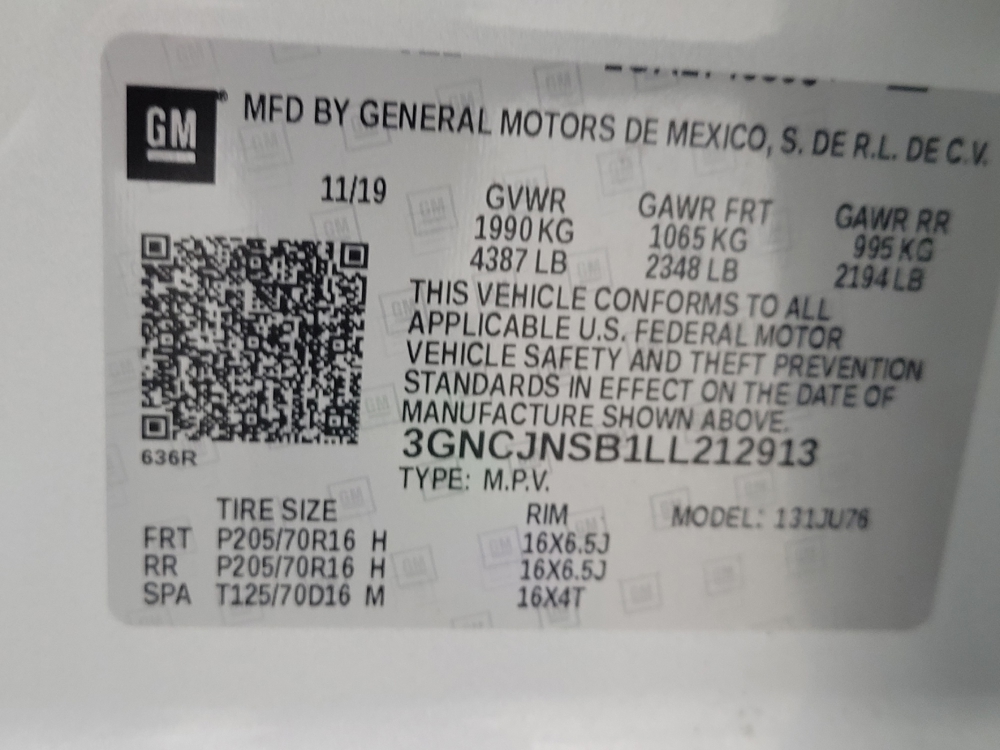 GM
MFD BY GENERAL MOTORS DE MEXICO, S. DE R.L. DE C.V.
11/19
GVWR GAWR FRT GAWR RR
1990 KG 1065 KG 995 KG
4387 LB 2348 LB 2194 LB
THIS VEHICLE CONFORMS TO ALL
APPLICABLE U.S. FEDERAL MOTOR
VEHICLE SAFETY AND THEFT PREVENTION
STANDARDS IN EFFECT ON THE DATE OF
MANUFACTURE SHOWN ABOVE.
3GNCJNSB1LL212913
636R
TYPE: M.P.V.
TIRE SIZE RIM MODEL: 131JU76
FRT P205/70R16 H 16X6.5J
RR P205/70R16 H 16X6.5J
SPA T125/70D16 M 16X4T